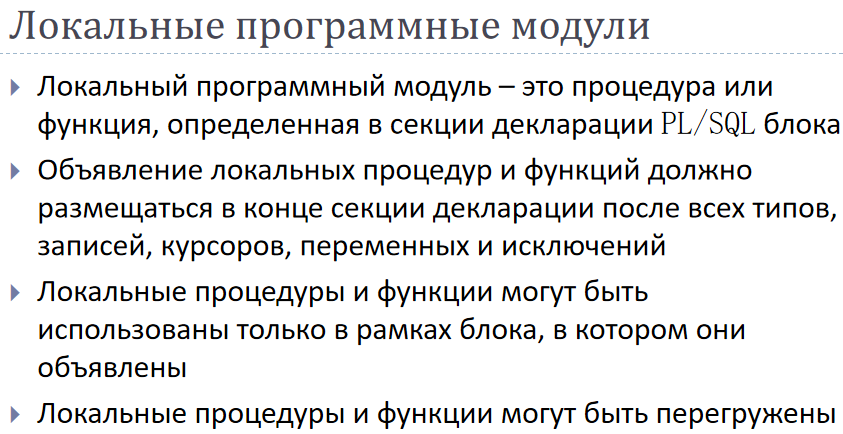 Локальные программные модули
Локальный программный модуль – это процедура или
функция, определенная в секции декларации PL/SQL блока
Объявление локальных процедур и функций должно
размещаться в конце секции декларации после всех типов,
записей, курсоров, переменных и исключений
Локальные процедуры и функции могут быть
использованы только в рамках блока, в котором они
объявлены
Локальные процедуры и функции могут быть перегружены